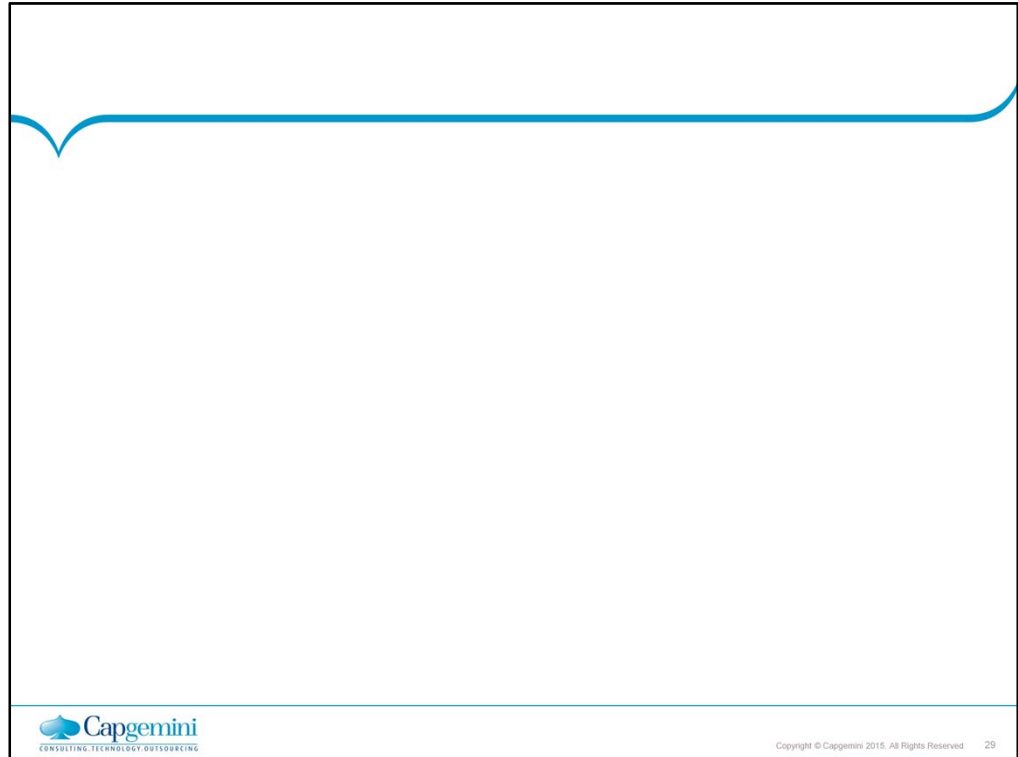 Capgemini
CONSULTING.TECHNOLOGY.OUTSOURCING
Copyright © Capgemini 2015. All Rights Reserved 29